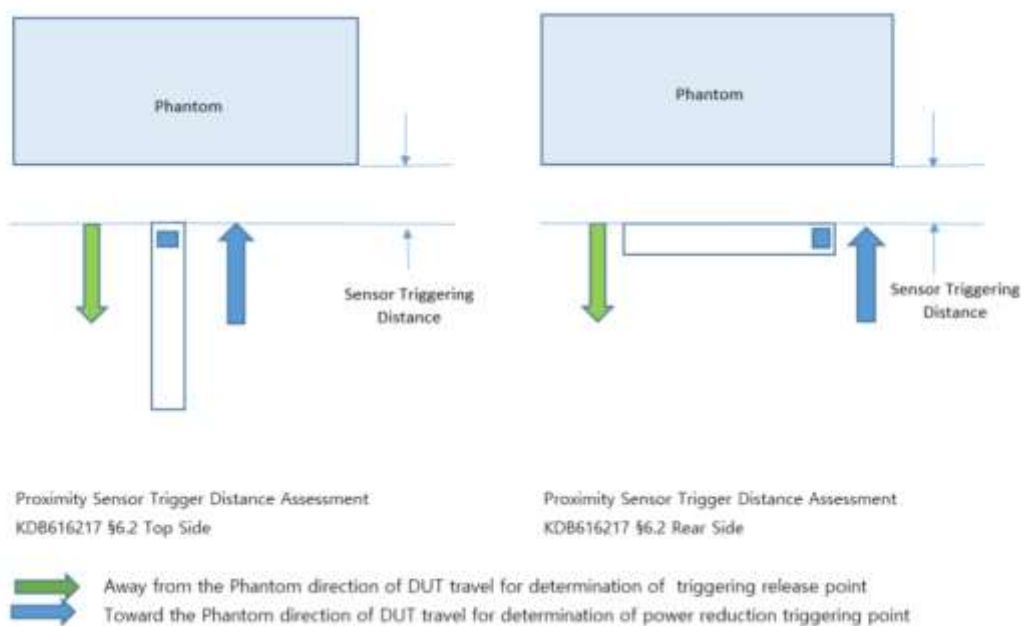 Phantom
Phantom
Sensor Triggering
Distance
Sensor Triggering
Distance
Proximity Sensor Trigger Distance Assessment
KDB616217 §6.2 Top Side
Proximity Sensor Trigger Distance Assessment
KDB616217 §6.2 Rear Side
Away from the Phantom direction of DUT travel for determination of triggering release point
Toward the Phantom direction of DUT travel for determination of power reduction triggering point